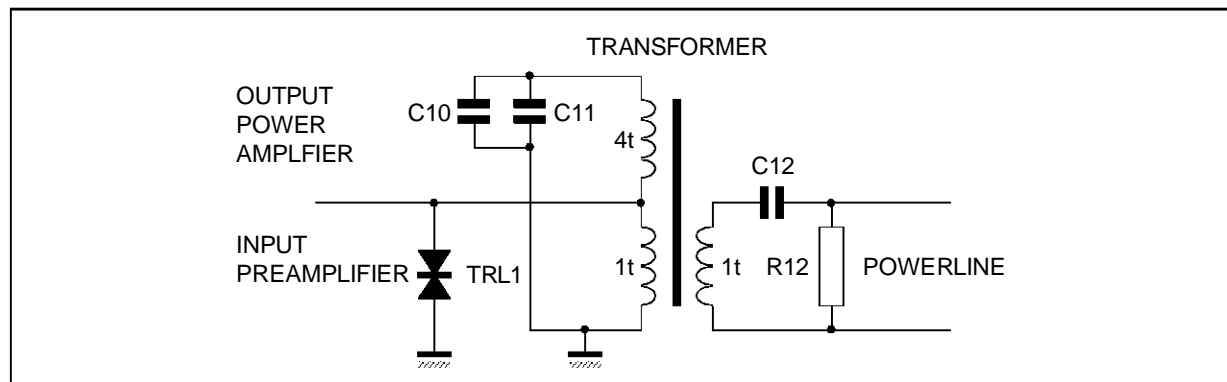 TRANSFORMER
OUTPUT
POWER
AMPLFIER
C10
C11
4t
C12
INPUT
PREAMPLIFIER
TRL1
1t
1t
R12
POWERLINE